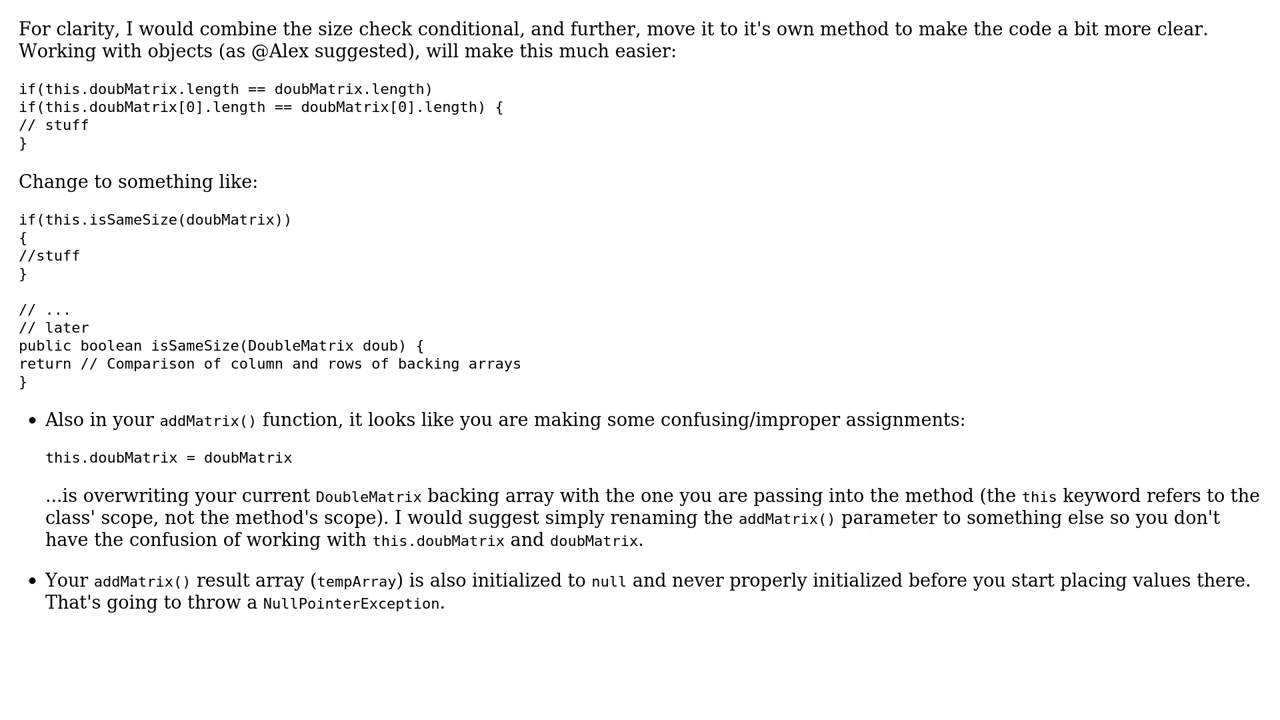 For clarity, I would combine the size check conditional, and further, move it to it's own method to make the code a bit more clear.
Working with objects (as @Alex suggested), will make this much easier:
if(this.doubMatrix.length == doubMatrix.length)
if(this.doubMatrix[0].length == doubMatrix[0].length) {
// stuff
}
Change to something like:
if(this.isSameSize(doubMatrix))
{
//stuff
}
// ...
// later
public boolean isSameSize(DoubleMatrix doub) {
return // Comparison of column and rows of backing arrays
}
• Also in your addMatrix() function, it looks like you are making some confusing/improper assignments:
this.doubMatrix = doubMatrix
...is overwriting your current DoubleMatrix backing array with the one you are passing into the method (the this keyword refers to the
class' scope, not the method's scope). I would suggest simply renaming the addMatrix() parameter to something else so you don't
have the confusion of working with this.doubMatrix and doubMatrix.
• Your addMatrix() result array (tempArray) is also initialized to null and never properly initialized before you start placing values there.
That's going to throw a NullPointerException.